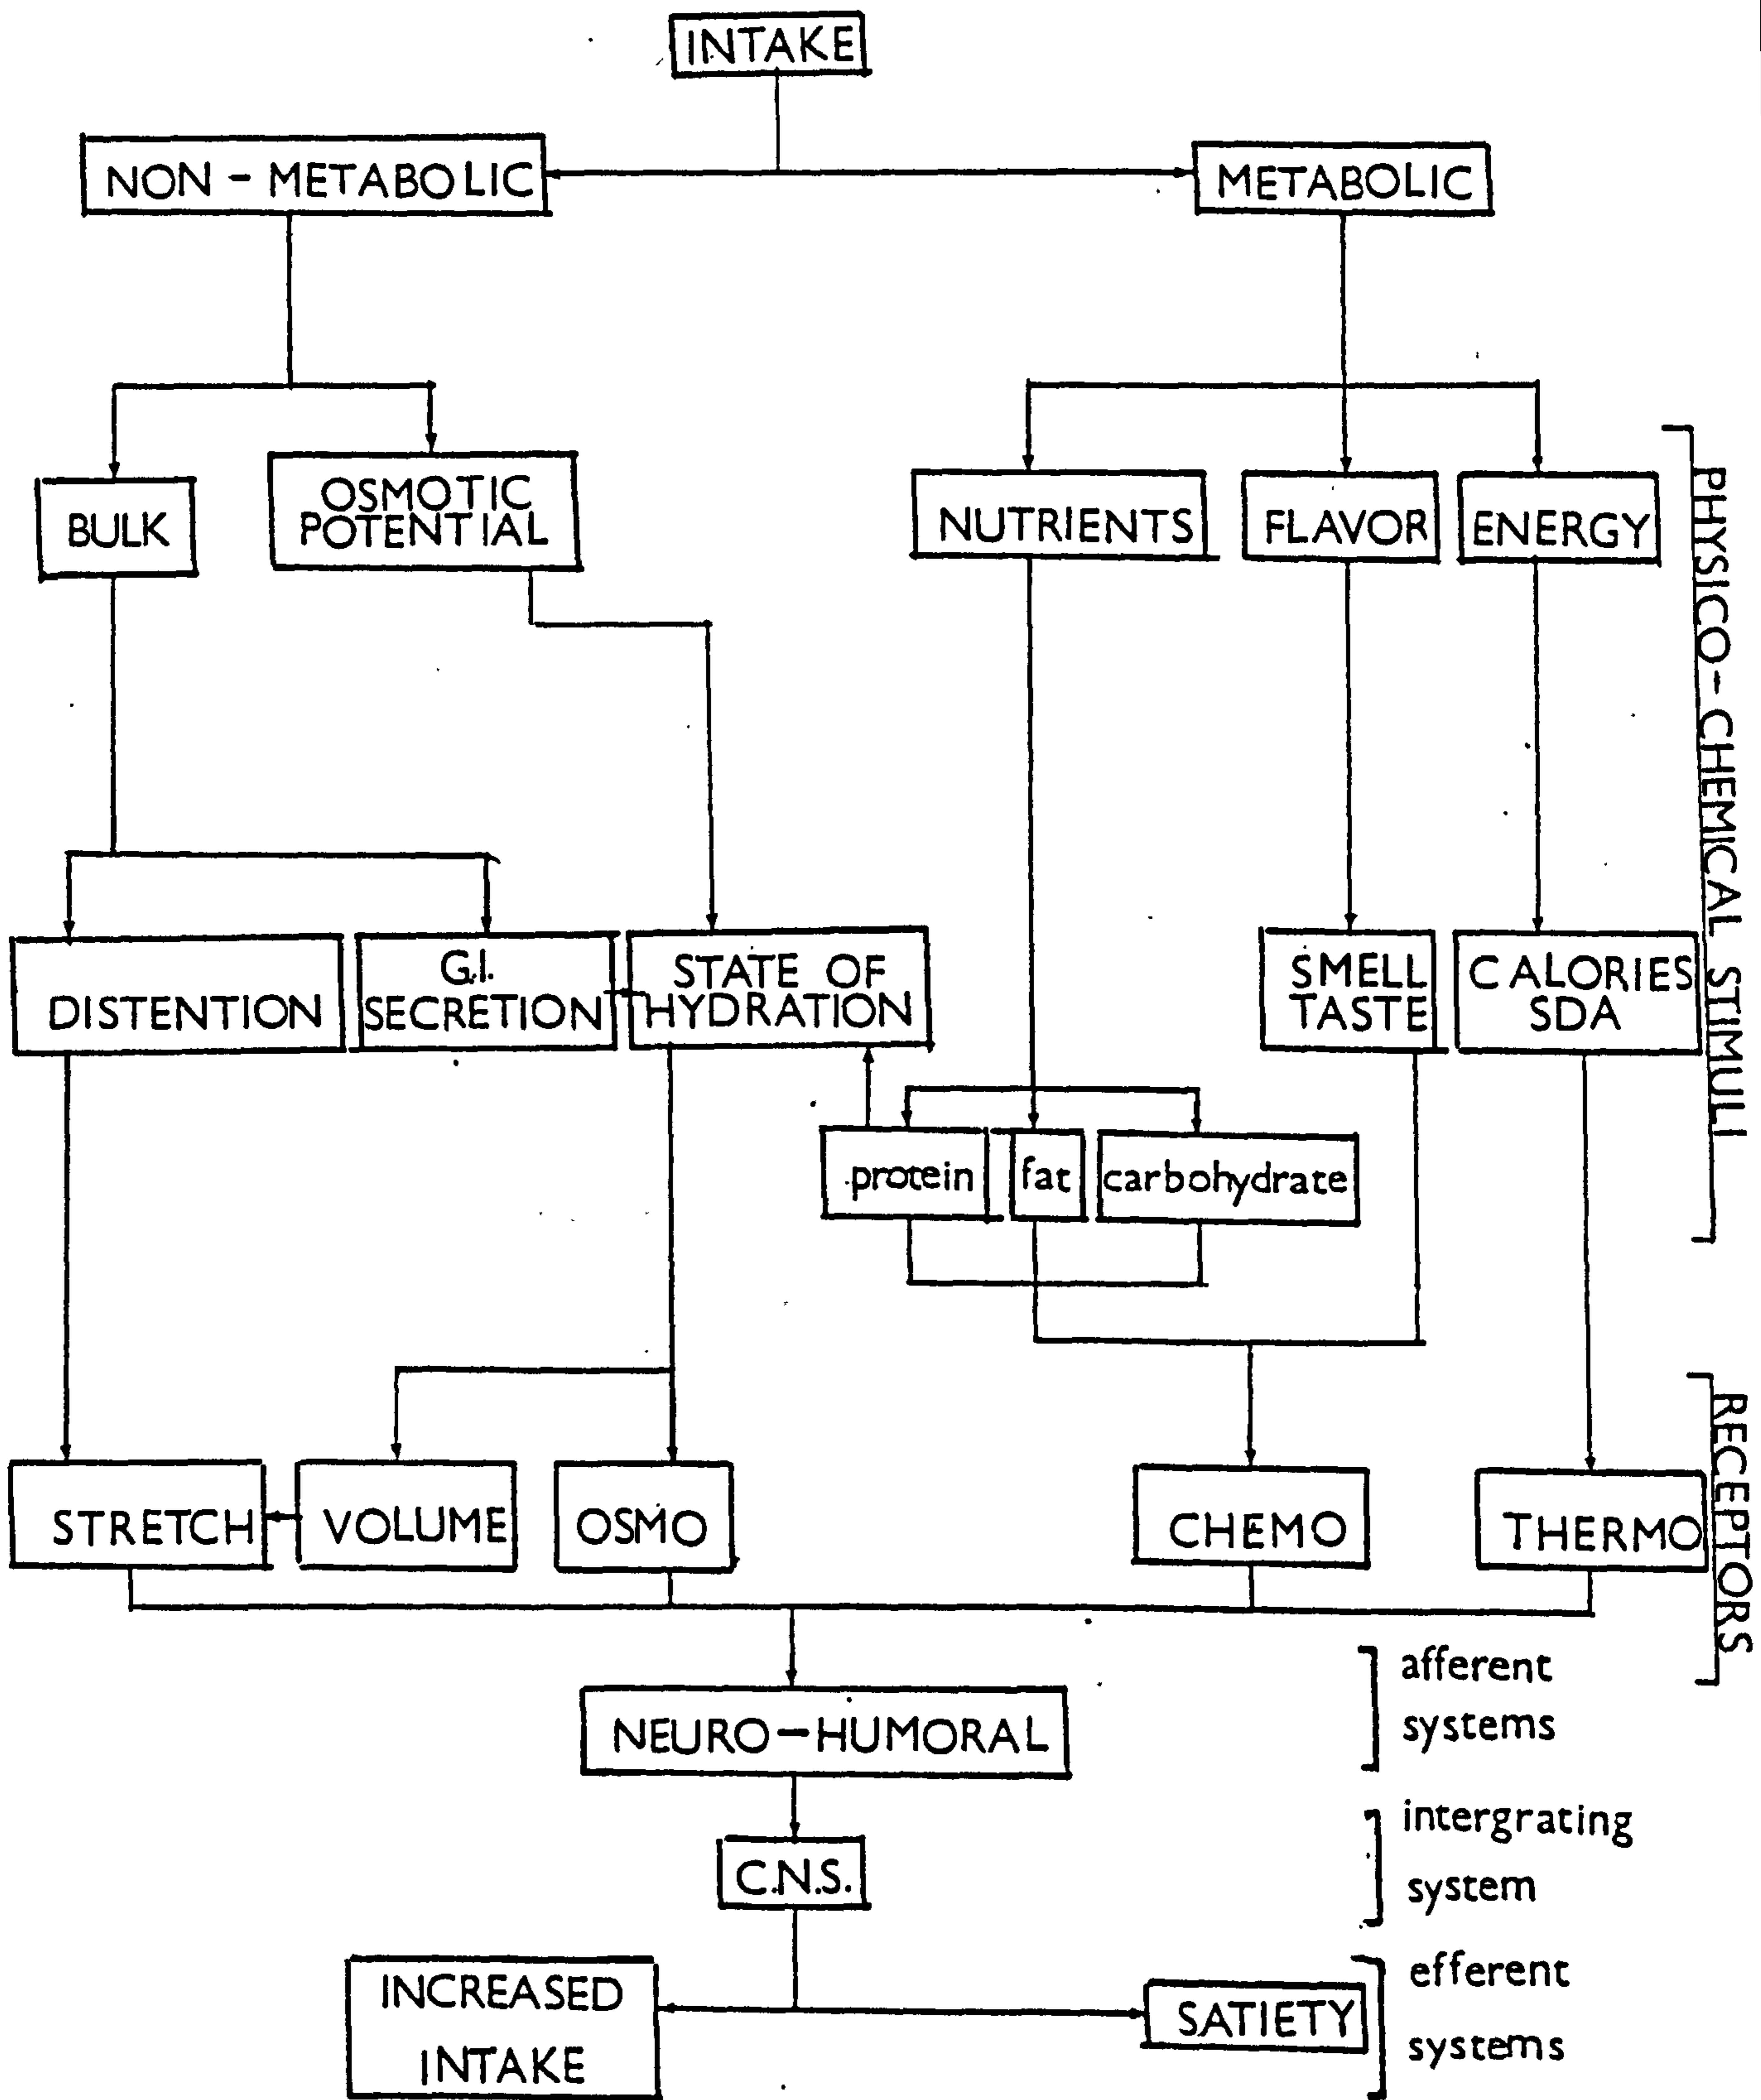 INTAKE
NON-METABOLIC
METABOLIC
BULK
OSMOTIC
POTENTIAL
NUTRIENTS
FLAVOR
ENERGY
PHYSICO-CHEMICAL STIMULI
DISTENTION
G.I.
SECRETION
STATE OF
HYDRATION
SMELL
TASTE
CALORIES
SDA
protein
fat
carbohydrate
STRETCH
VOLUME
OSMO
CHEMO
THERMO
RECEPTORS
NEURO-HUMORAL
afferent
systems
C.N.S.
intergrating
system
INCREASED
INTAKE
SATIETY
efferent
systems